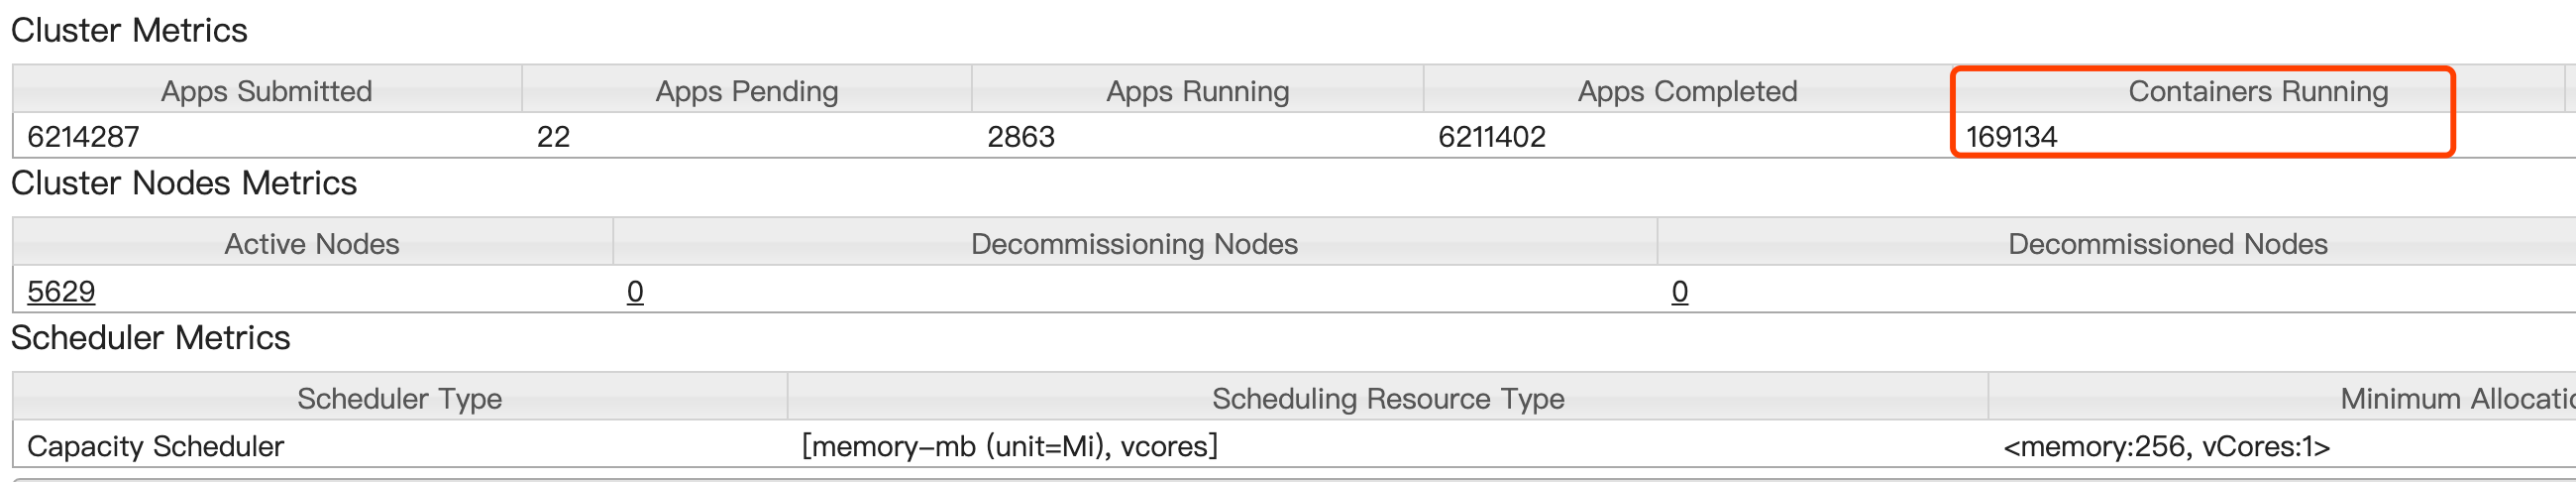 Cluster Metrics
Apps Submitted Apps Pending Apps Running Apps Completed Containers Running
6214287 22 2863 6211402 169134
Cluster Nodes Metrics
Active Nodes Decommissioning Nodes Decommissioned Nodes
5629 0 0
Scheduler Metrics
Scheduler Type Scheduling Resource Type Minimum Allocatio
Capacity Scheduler [memory-mb (unit=Mi), vcores] <memory:256, vCores:1>